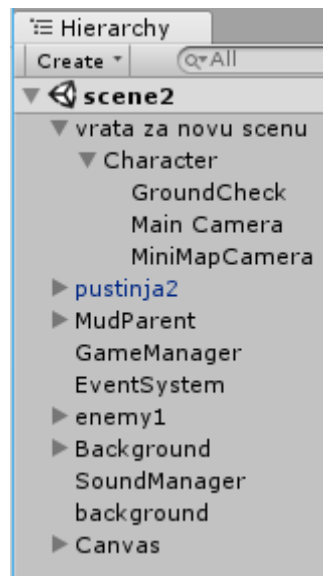 Hierarchy
Create All
scene2
vrata za novu scenu
Character
GroundCheck
Main Camera
MiniMapCamera
pustinja2
MudParent
GameManager
EventSystem
enemy1
Background
SoundManager
background
Canvas